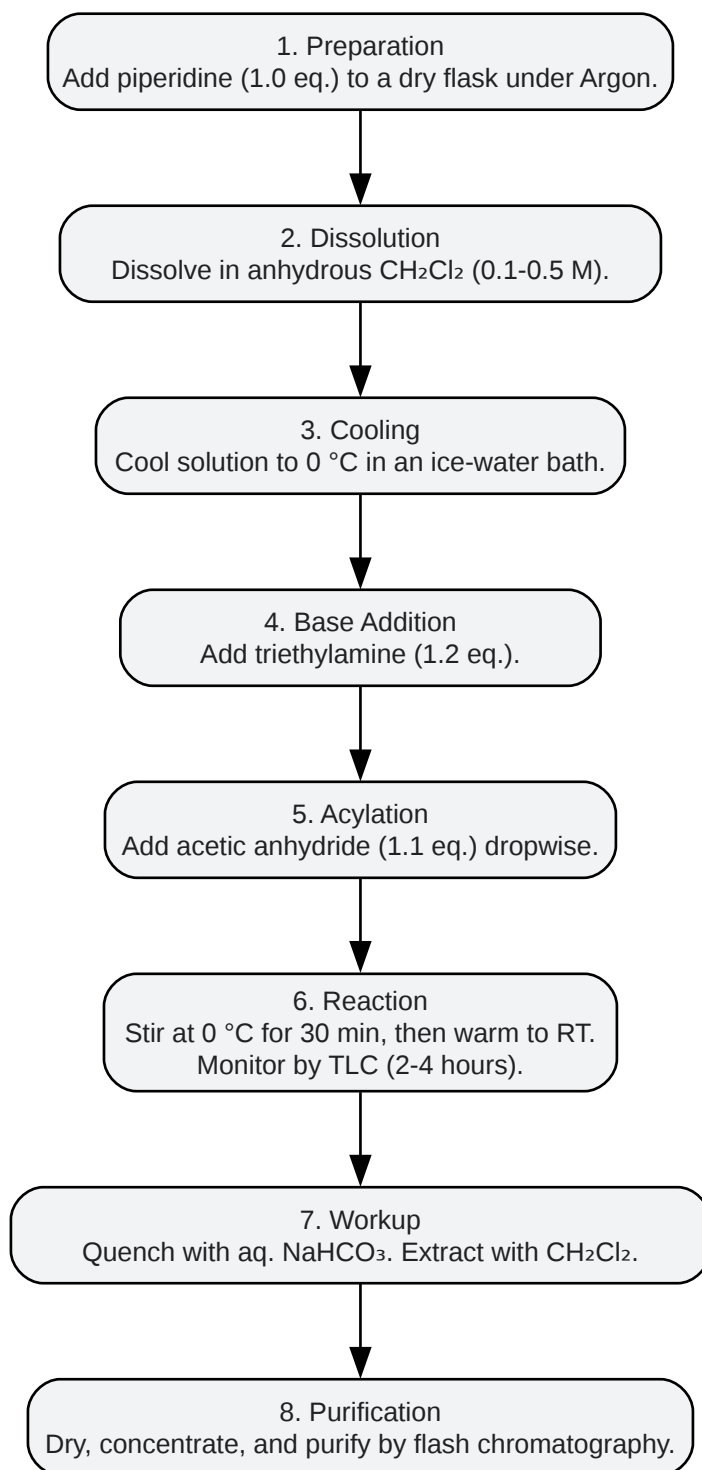 1. Preparation
Add piperidine (1.0 eq.) to a dry flask under Argon.
2. Dissolution
Dissolve in anhydrous CH₂Cl₂ (0.1-0.5 M).
3. Cooling
Cool solution to 0 °C in an ice-water bath.
4. Base Addition
Add triethylamine (1.2 eq.).
5. Acylation
Add acetic anhydride (1.1 eq.) dropwise.
6. Reaction
Stir at 0 °C for 30 min, then warm to RT.
Monitor by TLC (2-4 hours).
7. Workup
Quench with aq. NaHCO₃. Extract with CH₂Cl₂.
8. Purification
Dry, concentrate, and purify by flash chromatography.